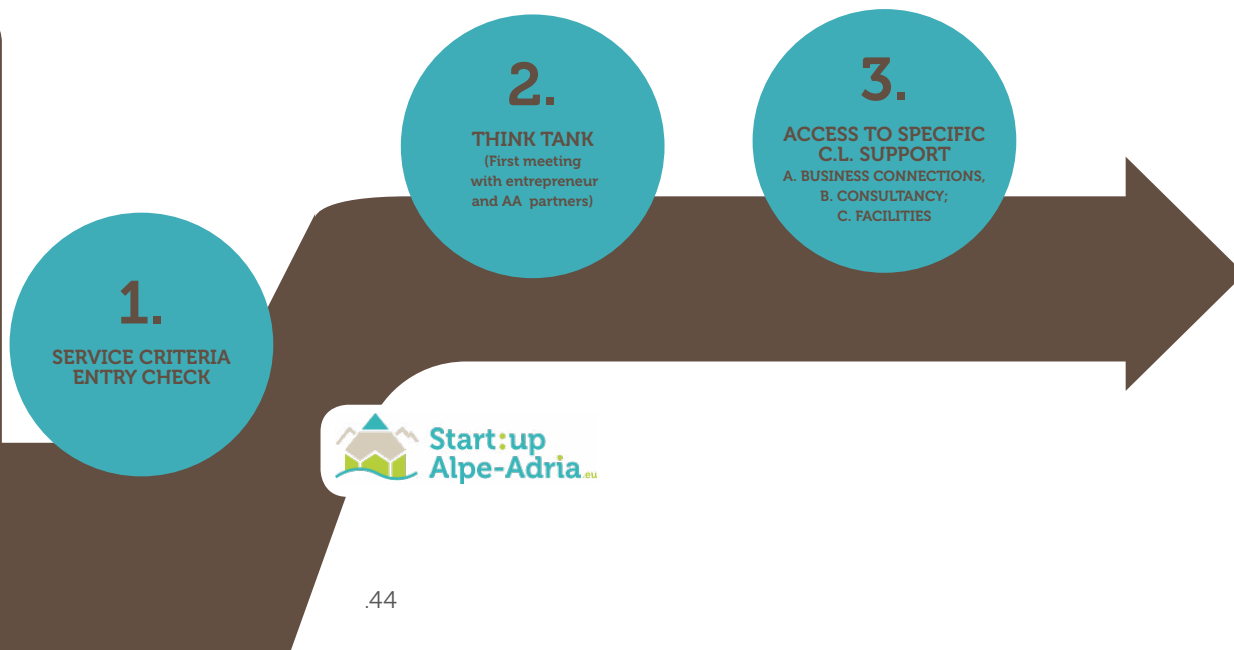 1.
SERVICE CRITERIA
ENTRY CHECK
2.
THINK TANK
(First meeting
with entrepreneur
and AA partners)
3.
ACCESS TO SPECIFIC
C.L. SUPPORT
A. BUSINESS CONNECTIONS,
B. CONSULTANCY;
C. FACILITIES
Start:up
Alpe-Adria.eu
.44